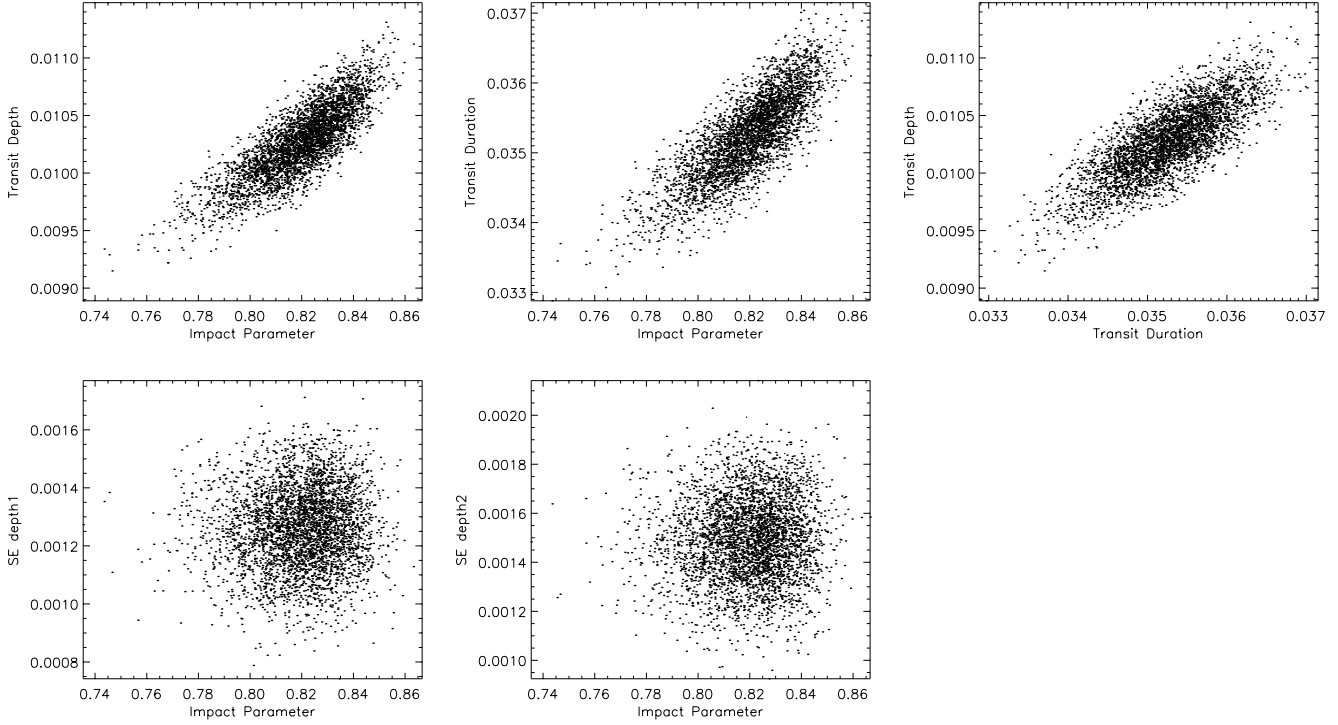 Transit Depth
0.0110
0.0105
0.0100
0.0095
0.0090
0.74 0.76 0.78 0.80 0.82 0.84 0.86
Impact Parameter
Transit Duration
0.037
0.036
0.035
0.034
0.033
0.74 0.76 0.78 0.80 0.82 0.84 0.86
Impact Parameter
Transit Depth
0.0110
0.0105
0.0100
0.0095
0.0090
0.033 0.034 0.035 0.036 0.037
Transit Duration
SE depth1
0.0016
0.0014
0.0012
0.0010
0.0008
0.74 0.76 0.78 0.80 0.82 0.84 0.86
Impact Parameter
SE depth2
0.0020
0.0018
0.0016
0.0014
0.0012
0.0010
0.74 0.76 0.78 0.80 0.82 0.84 0.86
Impact Parameter